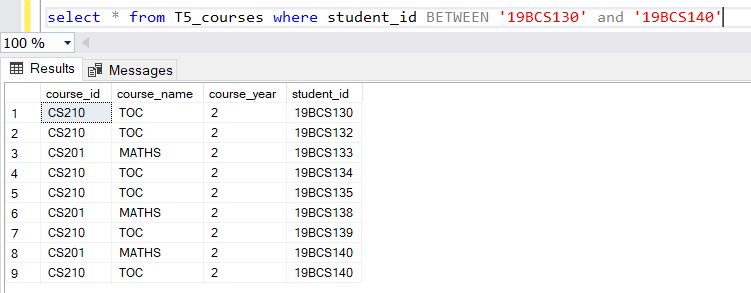 select * from T5_courses where student_id BETWEEN '19BCS130' and '19BCS140'
100 %
Results Messages
course_id course_name course_year student_id
1 CS210 TOC 2 19BCS130
2 CS210 TOC 2 19BCS132
3 CS201 MATHS 2 19BCS133
4 CS210 TOC 2 19BCS134
5 CS210 TOC 2 19BCS135
6 CS201 MATHS 2 19BCS138
7 CS210 TOC 2 19BCS139
8 CS201 MATHS 2 19BCS140
9 CS210 TOC 2 19BCS140